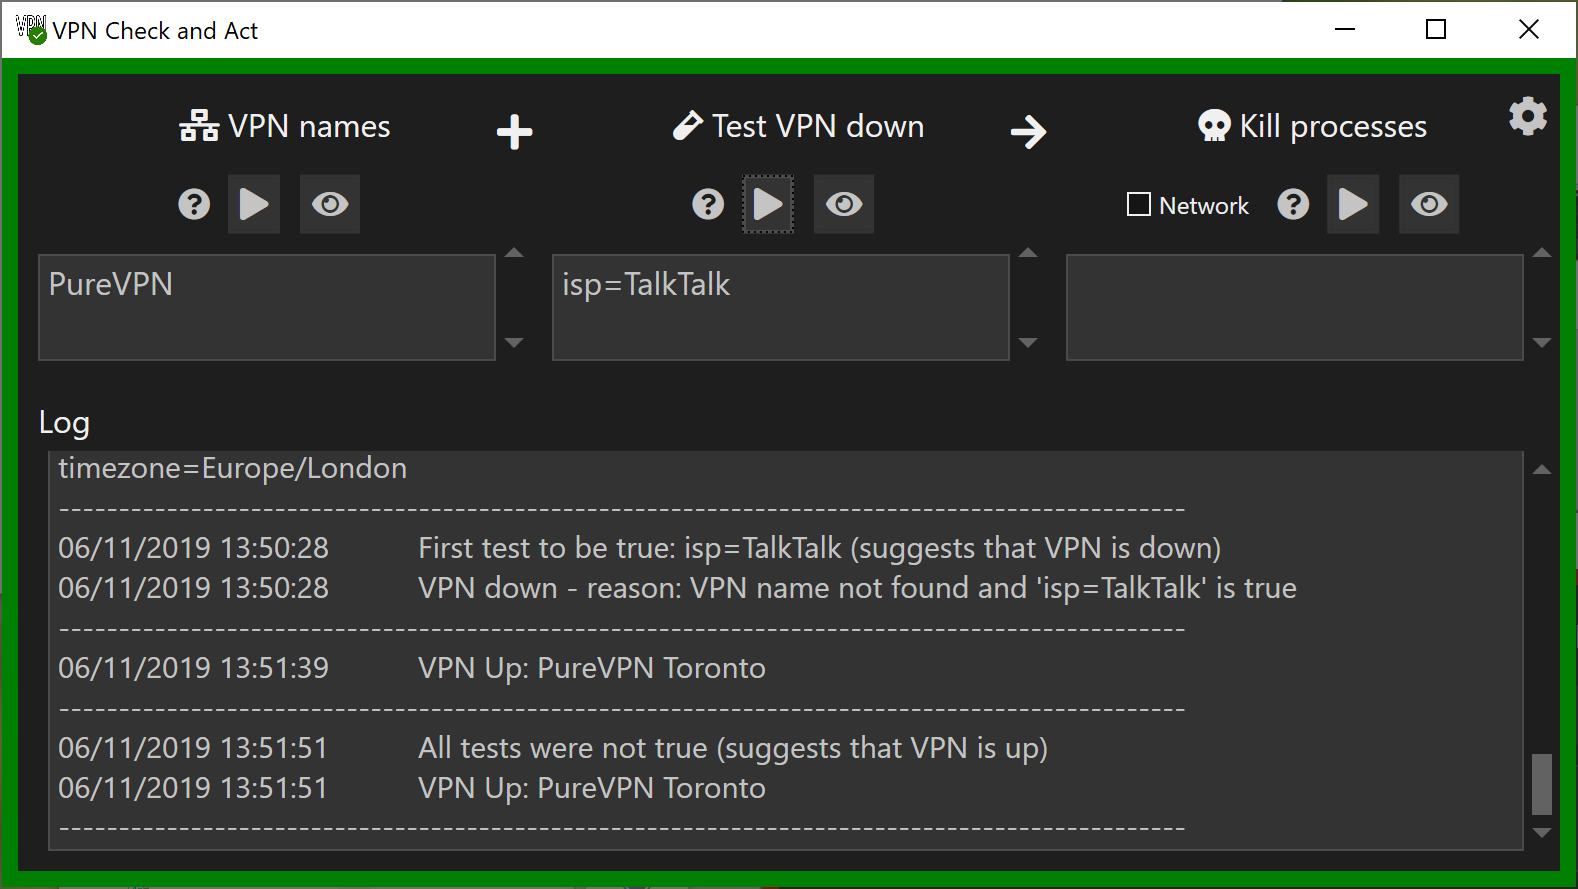 VPN VPN Check and Act
VPN names
Test VPN down
Kill processes
Network
PureVPN
isp=TalkTalk
Log
timezone=Europe/London
----------------------------------------------------------------------------------------------
06/11/2019 13:50:28 First test to be true: isp=TalkTalk (suggests that VPN is down)
06/11/2019 13:50:28 VPN down - reason: VPN name not found and 'isp=TalkTalk' is true
----------------------------------------------------------------------------------------------
06/11/2019 13:51:39 VPN Up: PureVPN Toronto
----------------------------------------------------------------------------------------------
06/11/2019 13:51:51 All tests were not true (suggests that VPN is up)
06/11/2019 13:51:51 VPN Up: PureVPN Toronto
----------------------------------------------------------------------------------------------